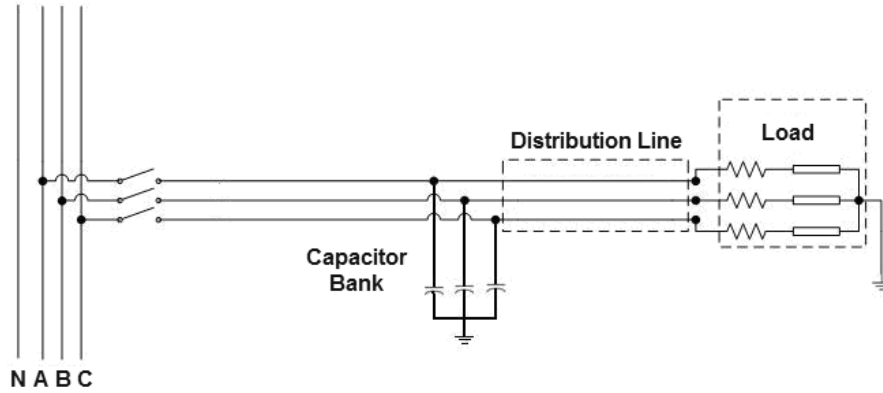 Distribution Line
Load
Capacitor
Bank
N A B C